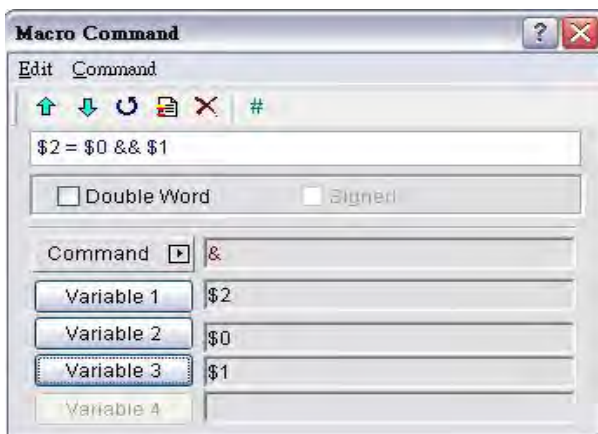 Macro Command
?
Edit Command
#
$2 = $0 && $1
Double Word Signed
Command &
Variable 1 $2
Variable 2 $0
Variable 3 $1
Variable 4